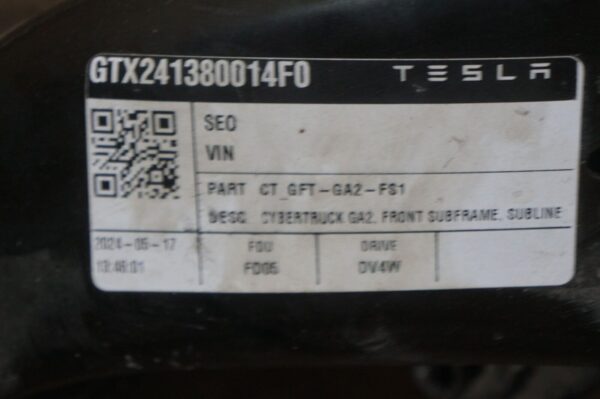 GTX241380014F0 TESLA
SEQ
VIN
PART CT_GFT-GA2-FS1
DESC CYBERTRUCK GA2, FRONT SUBFRAME, SUBLINE
2024-05-17 FDU DRIVE
13:46:01 FD05 DV4W